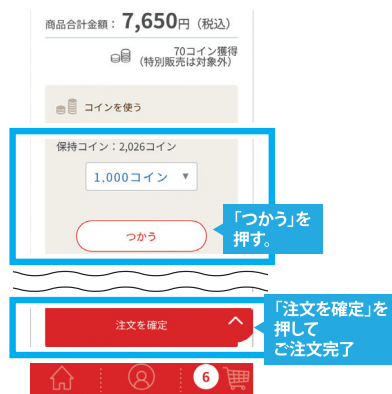 商品合計金額： 7,650円（税込）
70コイン獲得
（特別販売は対象外）
コインを使う
保持コイン：2,026コイン
1,000コイン ▼
つかう
「つかう」を
押す。
注文を確定
「注文を確定」を
押して
ご注文完了
6